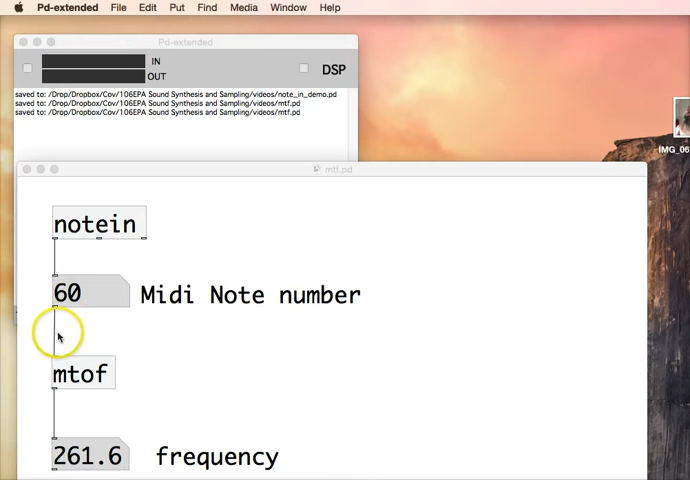 Pd-extended File Edit Put Find Media Window Help
Pd-extended
IN
OUT
DSP
saved to: /Drop/Dropbox/Cov/106EPA Sound Synthesis and Sampling/videos/note_in_demo.pd
saved to: /Drop/Dropbox/Cov/106EPA Sound Synthesis and Sampling/videos/mtf.pd
saved to: /Drop/Dropbox/Cov/106EPA Sound Synthesis and Sampling/videos/mtf.pd
IMG_06
mtf.pd
notein
60 Midi Note number
mtof
261.6 frequency